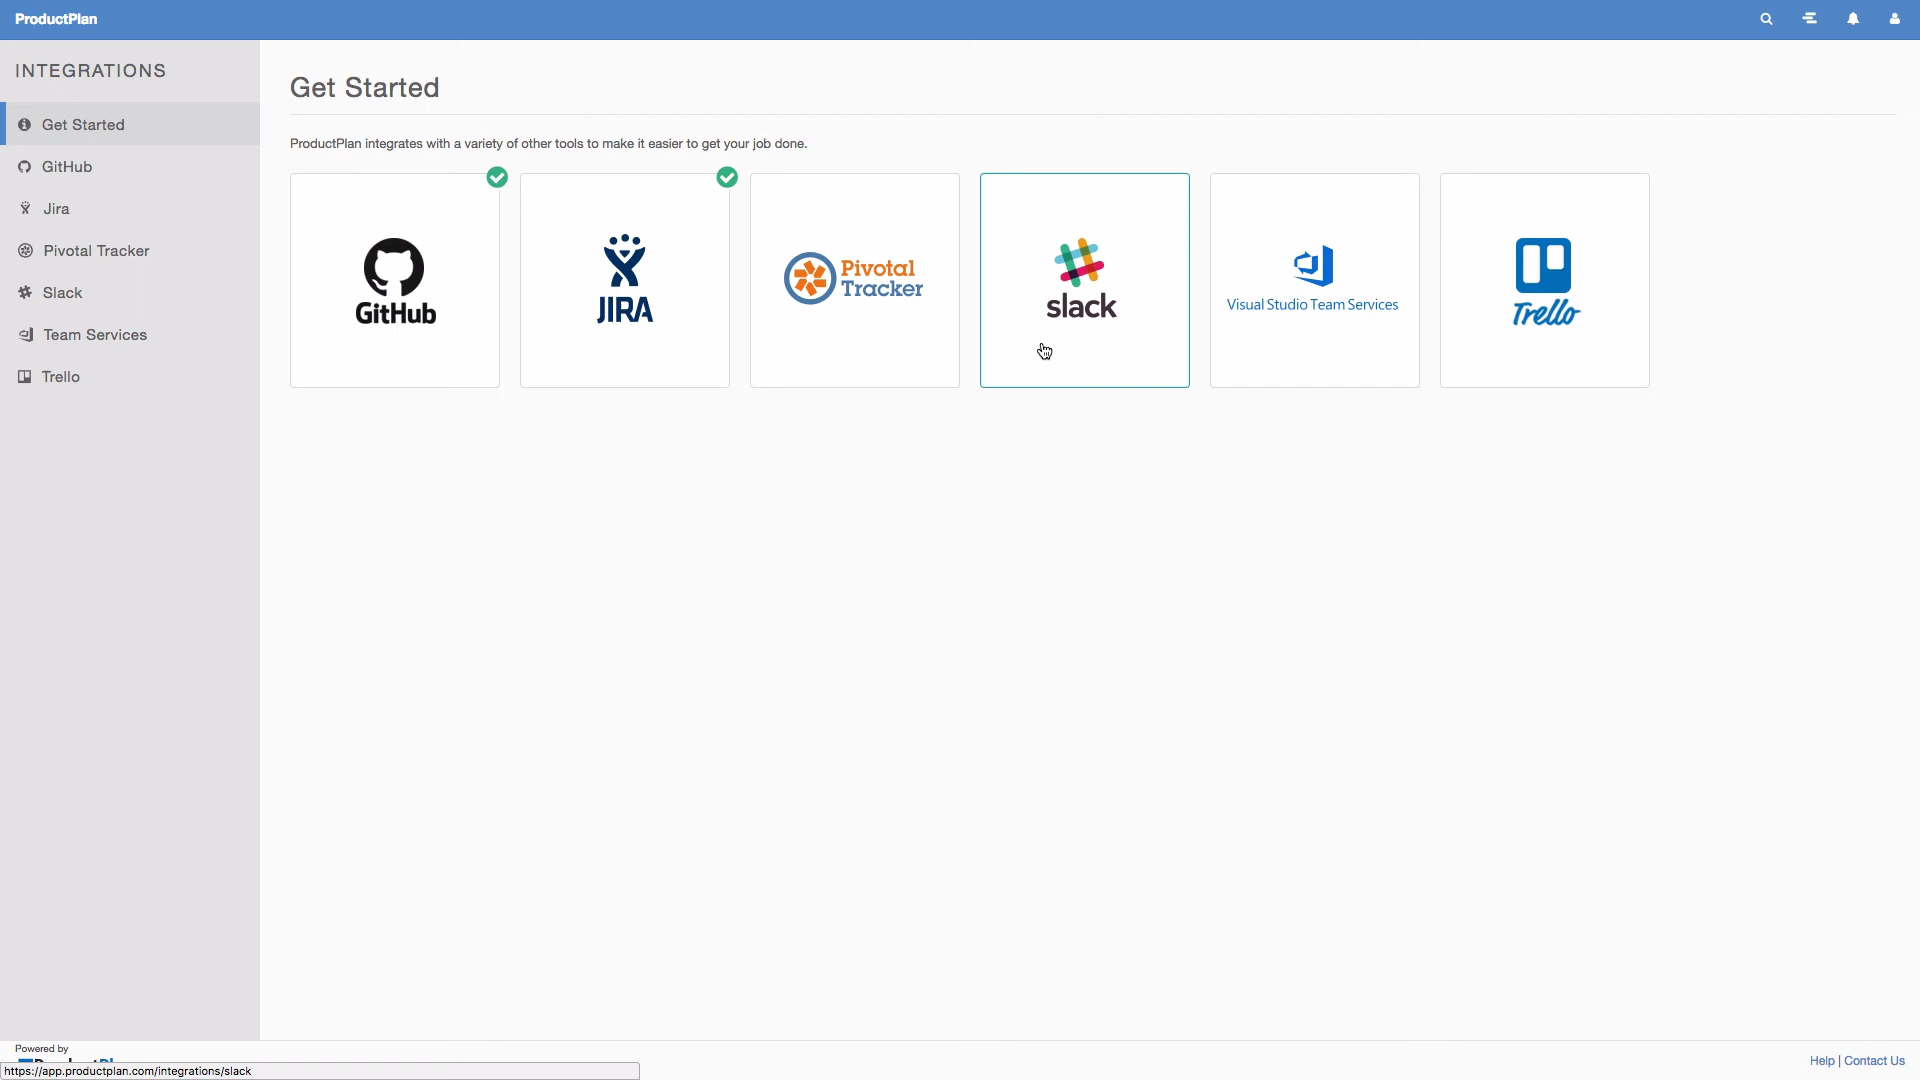 ProductPlan
INTEGRATIONS
Get Started
GitHub
Jira
Pivotal Tracker
Slack
Team Services
Trello
Get Started
ProductPlan integrates with a variety of other tools to make it easier to get your job done.
GitHub
JIRA
Pivotal
Tracker
slack
Visual Studio Team Services
Trello
Powered by
https://app.productplan.com/integrations/slack
Help | Contact Us